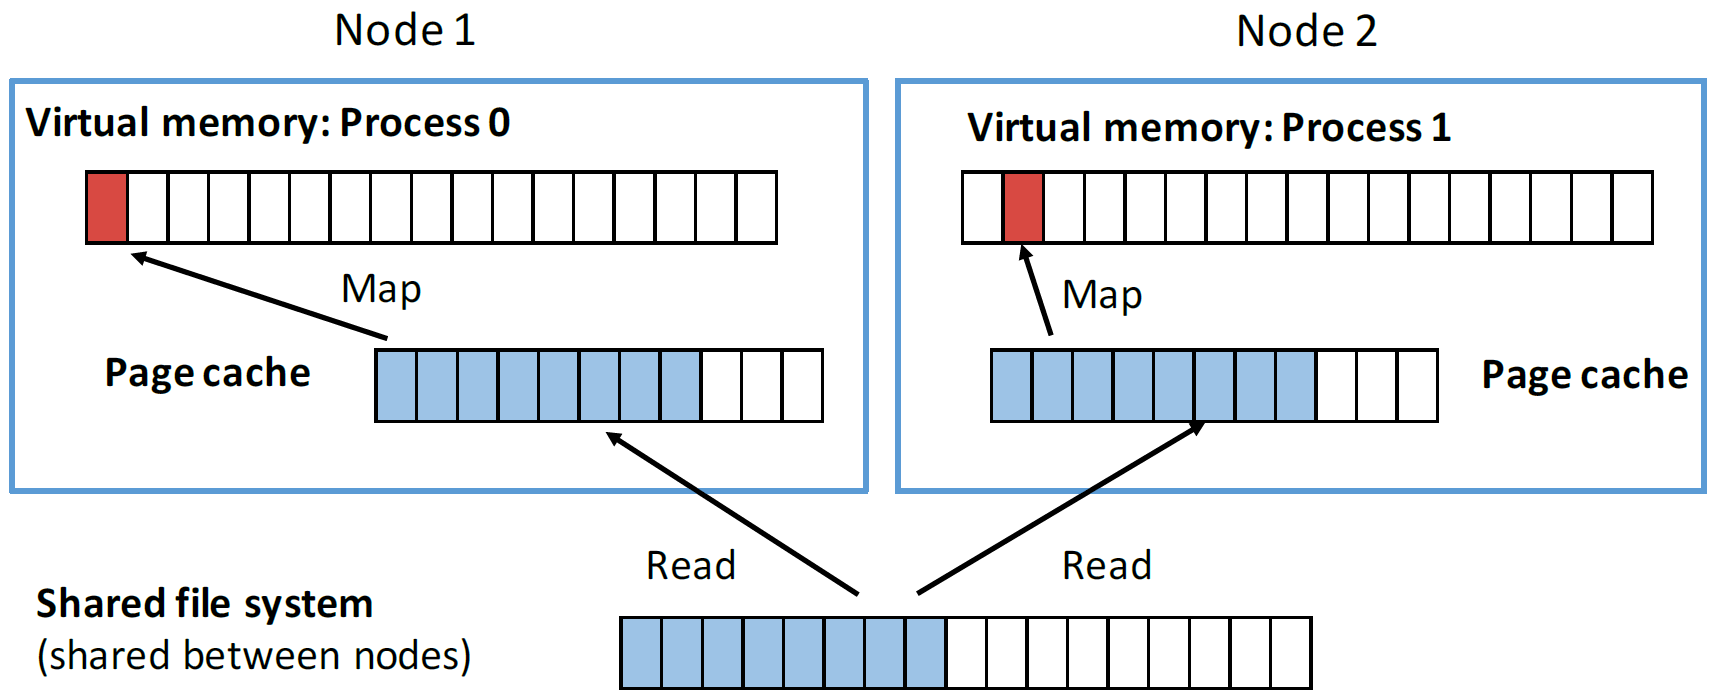 Node 1
Node 2
Virtual memory: Process 0
Virtual memory: Process 1
Map
Map
Page cache
Page cache
Read
Read
Shared file system
(shared between nodes)